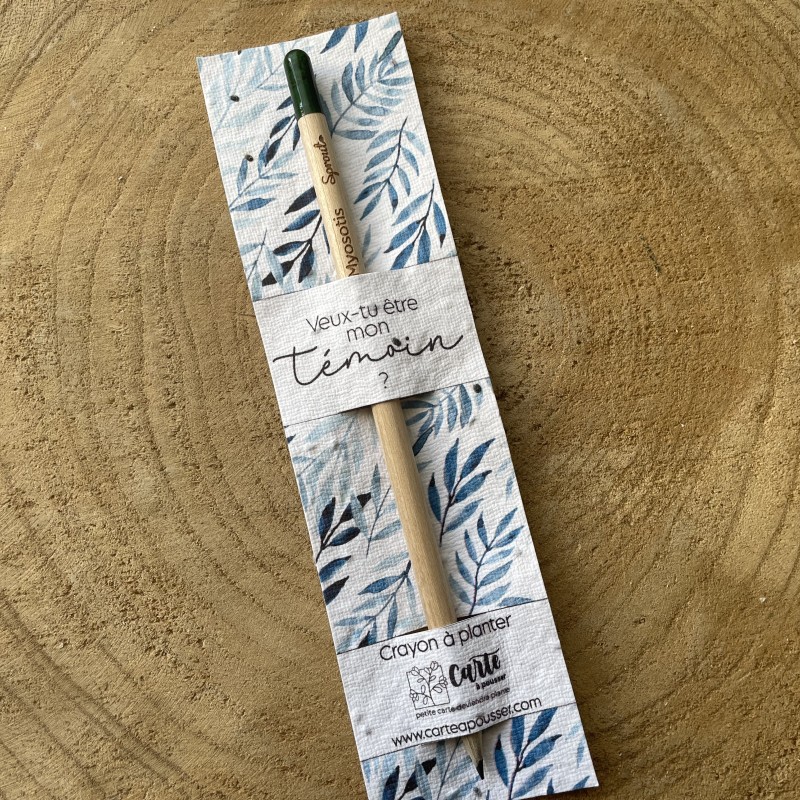 Sprout
Myosotis
Veux-tu être
mon
témoin
?
Crayon à planter
Carte
à pousser
petite carte deviendra plante
www.carteapousser.com